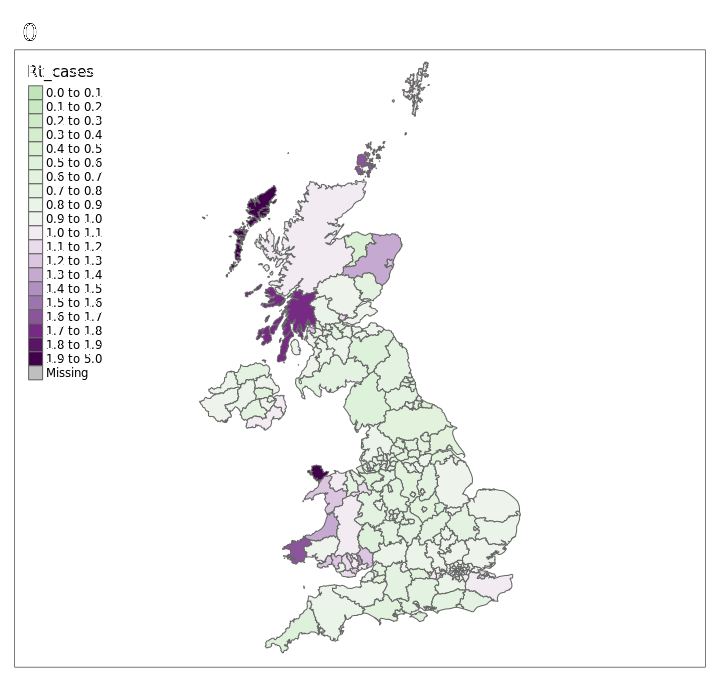 0
Rt_cases
0.0 to 0.1
0.1 to 0.2
0.2 to 0.3
0.3 to 0.4
0.4 to 0.5
0.5 to 0.6
0.6 to 0.7
0.7 to 0.8
0.8 to 0.9
0.9 to 1.0
1.0 to 1.1
1.1 to 1.2
1.2 to 1.3
1.3 to 1.4
1.4 to 1.5
1.5 to 1.6
1.6 to 1.7
1.7 to 1.8
1.8 to 1.9
1.9 to 5.0
Missing